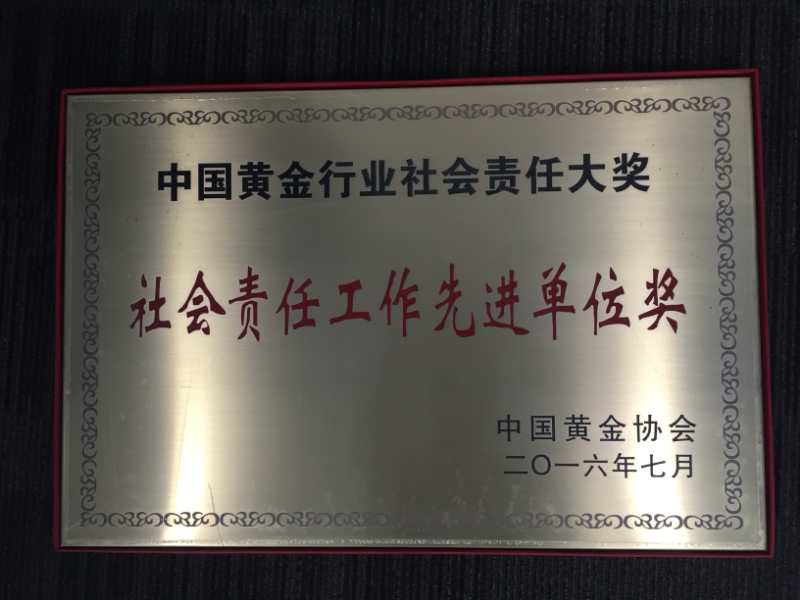 中国黄金行业社会责任大奖
社会责任工作先进单位奖
中国黄金协会
二〇一六年七月